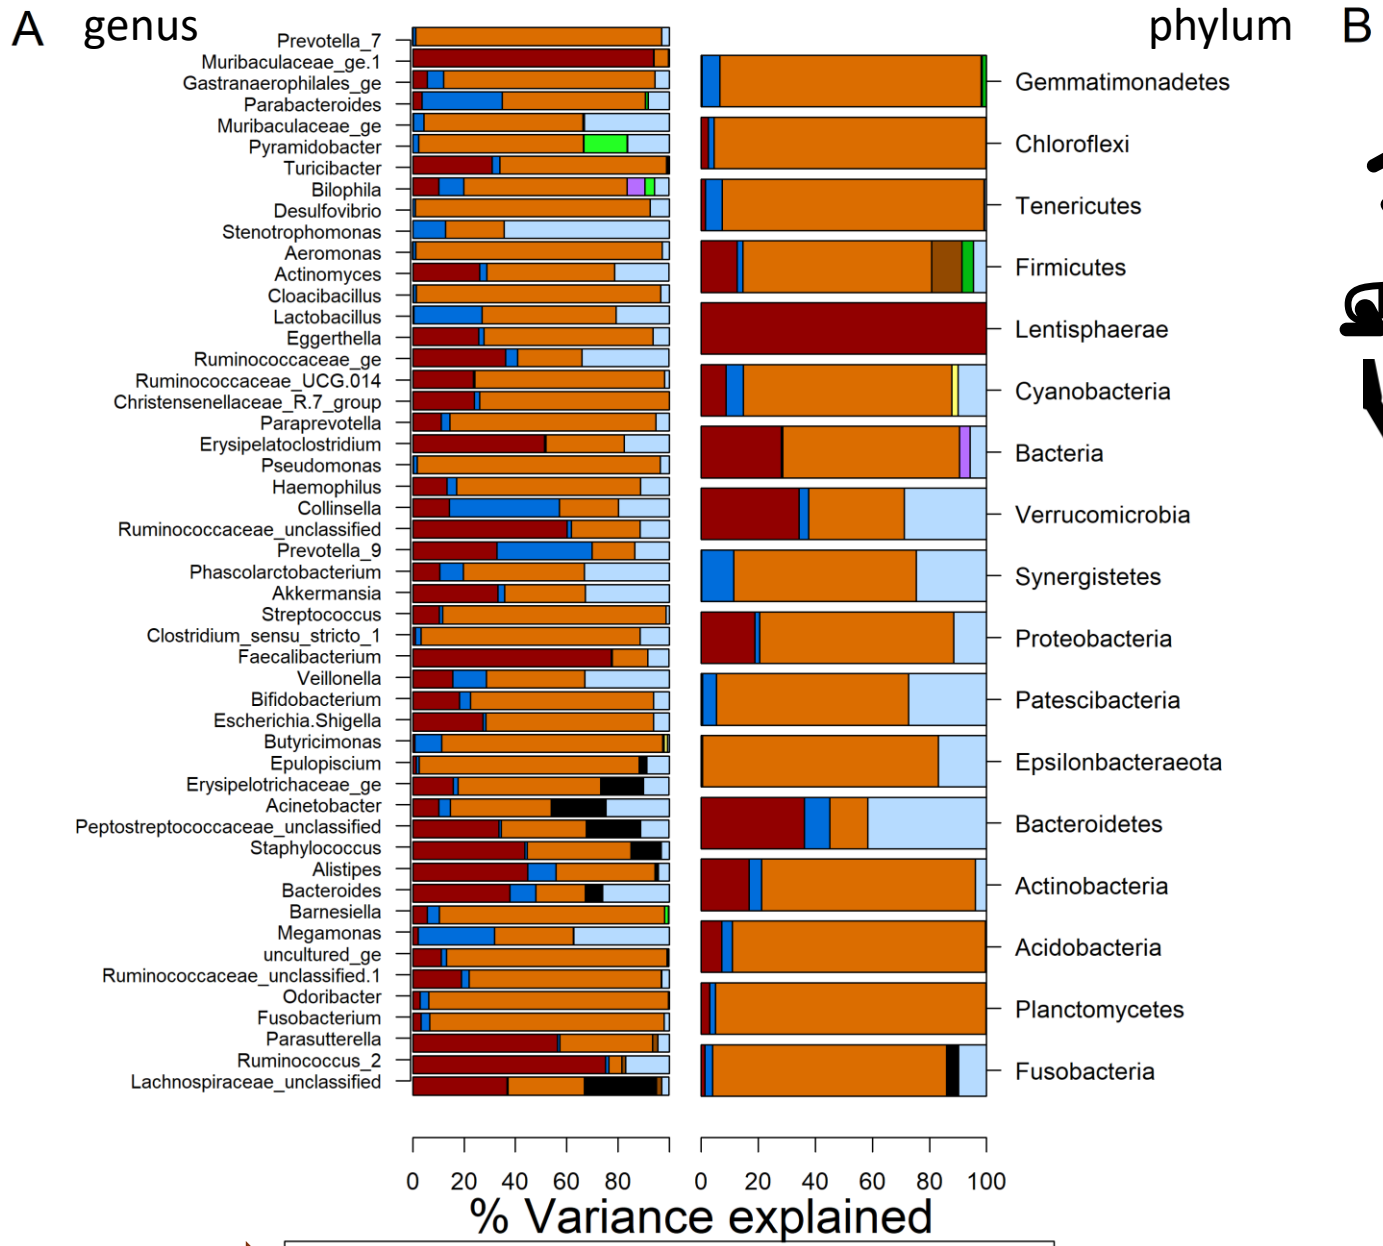 A genus phylum B
Prevotella_7
Muribaculaceae_ge.1
Gastranaerophilales_ge
Parabacteroides
Muribaculaceae_ge
Pyramidobacter
Turicibacter
Bilophila
Desulfovibrio
Stenotrophomonas
Aeromonas
Actinomyces
Cloacibacillus
Lactobacillus
Eggerthella
Ruminococcaceae_ge
Ruminococcaceae_UCG.014
Christensenellaceae_R.7_group
Paraprevotella
Erysipelatoclostridium
Pseudomonas
Haemophilus
Collinsella
Ruminococcaceae_unclassified
Prevotella_9
Phascolarctobacterium
Akkermansia
Streptococcus
Clostridium_sensu_stricto_1
Faecalibacterium
Veillonella
Bifidobacterium
Escherichia.Shigella
Butyricimonas
Epulopiscium
Erysipelotrichaceae_ge
Acinetobacter
Peptostreptococcaceae_unclassified
Staphylococcus
Alistipes
Bacteroides
Barnesiella
Megamonas
uncultured_ge
Ruminococcaceae_unclassified.1
Odoribacter
Fusobacterium
Parasutterella
Ruminococcus_2
Lachnospiraceae_unclassified
Gemmatimonadetes
Chloroflexi
Tenericutes
Firmicutes
Lentisphaerae
Cyanobacteria
Bacteria
Verrucomicrobia
Synergistetes
Proteobacteria
Patescibacteria
Epsilonbacteraeota
Bacteroidetes
Actinobacteria
Acidobacteria
Planctomycetes
Fusobacteria
0 20 40 60 80 0 20 40 60 80 100
% Variance explained